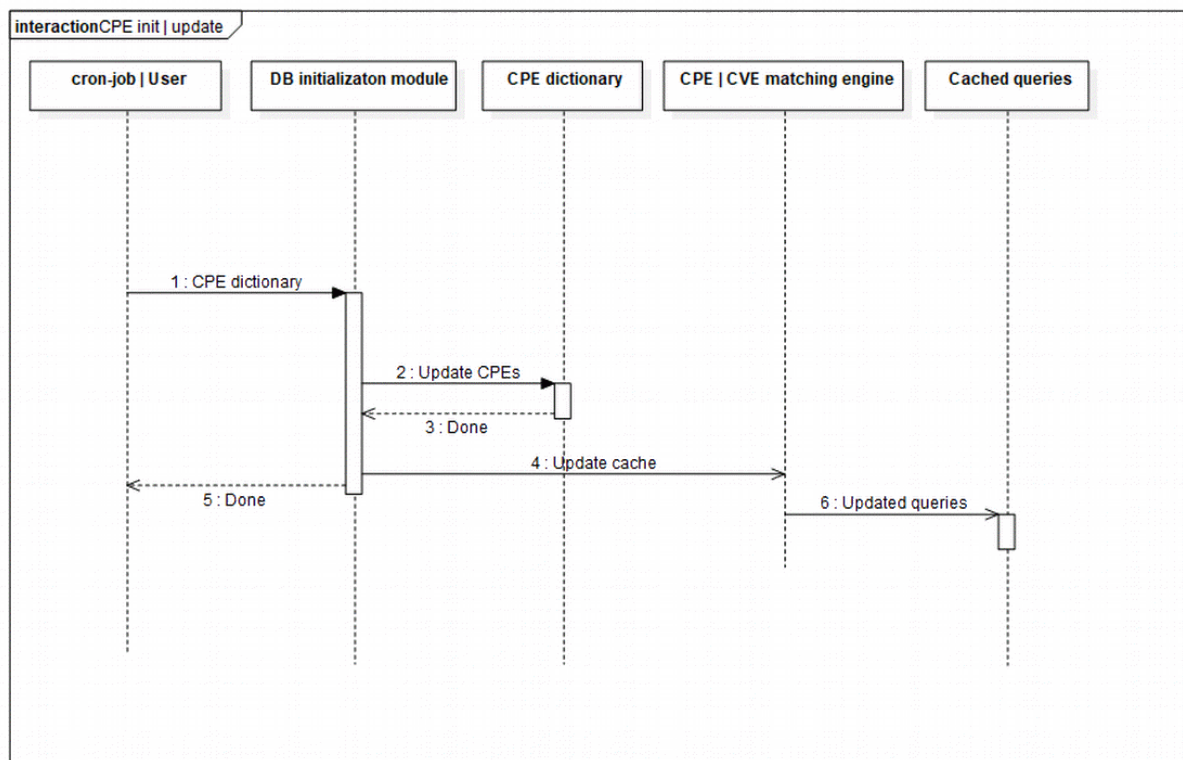 interactionCPE init | update
cron-job | User
DB initializaton module
CPE dictionary
CPE | CVE matching engine
Cached queries
1 : CPE dictionary
2 : Update CPEs
3 : Done
4 : Update cache
5 : Done
6 : Updated queries